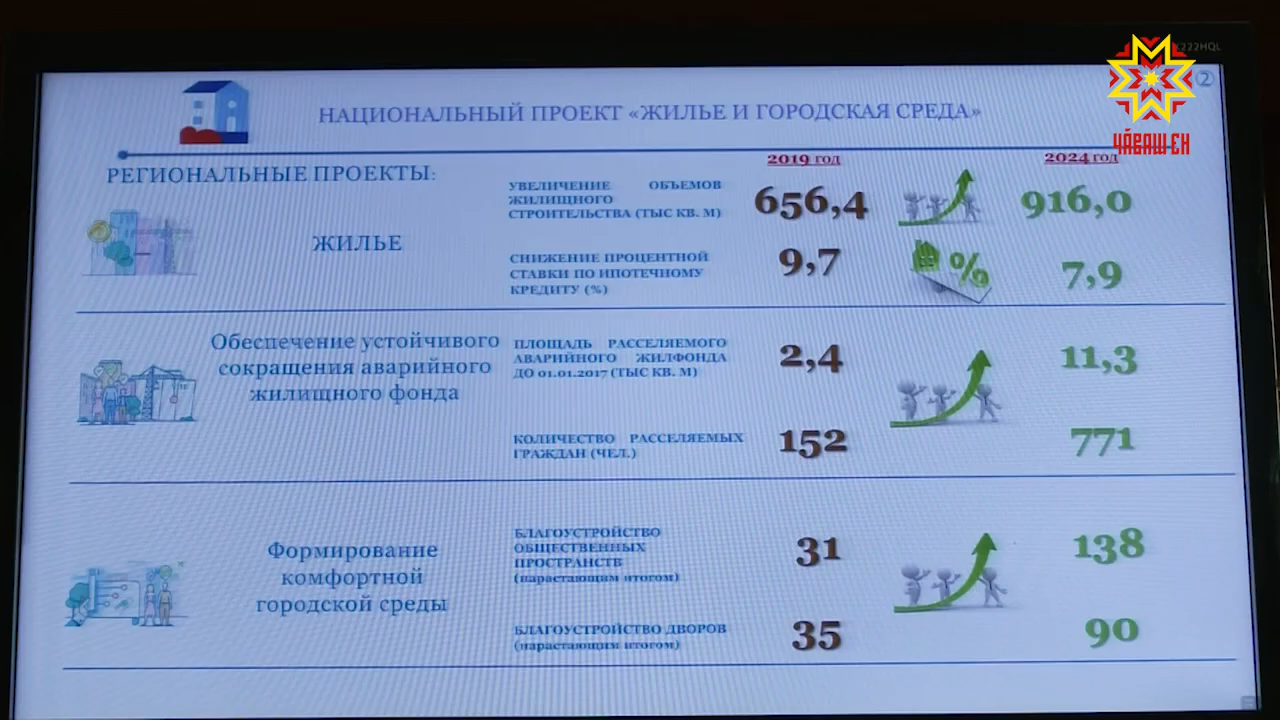 X222HQL
ЧӐВАШ ЕН
2
НАЦИОНАЛЬНЫЙ ПРОЕКТ «ЖИЛЬЕ И ГОРОДСКАЯ СРЕДА»
2019 ГОД
2024 ГОД
РЕГИОНАЛЬНЫЕ ПРОЕКТЫ:
ЖИЛЬЕ
УВЕЛИЧЕНИЕ ОБЪЕМОВ
ЖИЛИЩНОГО
СТРОИТЕЛЬСТВА (ТЫС КВ. М)
656,4
916,0
СНИЖЕНИЕ ПРОЦЕНТНОЙ
СТАВКИ ПО ИПОТЕЧНОМУ
КРЕДИТУ (%)
9,7
%
7,9
Обеспечение устойчивого
сокращения аварийного
жилищного фонда
ПЛОЩАДЬ РАССЕЛЯЕМОГО
АВАРИЙНОГО ЖИЛФОНДА
ДО 01.01.2017 (ТЫС КВ. М)
2,4
11,3
КОЛИЧЕСТВО РАССЕЛЯЕМЫХ
ГРАЖДАН (ЧЕЛ.)
152
771
Формирование
комфортной
городской среды
БЛАГОУСТРОЙСТВО
ОБЩЕСТВЕННЫХ
ПРОСТРАНСТВ
(нарастающим итогом)
31
138
БЛАГОУСТРОЙСТВО ДВОРОВ
(нарастающим итогом)
35
90